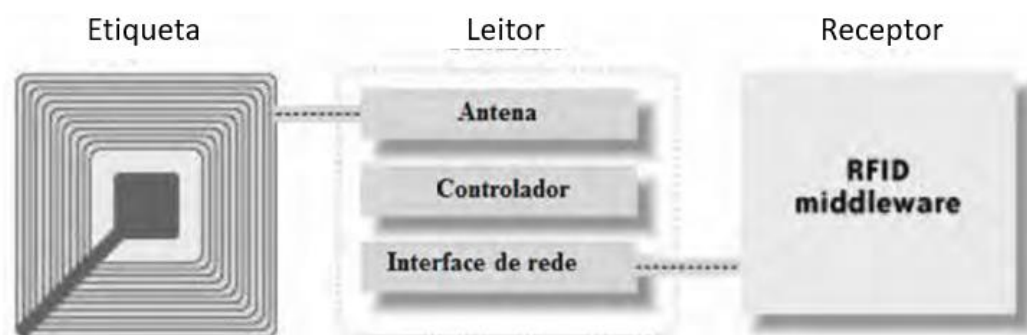 Etiqueta
Leitor
Receptor
Antena
Controlador
Interface de rede
RFID
middleware